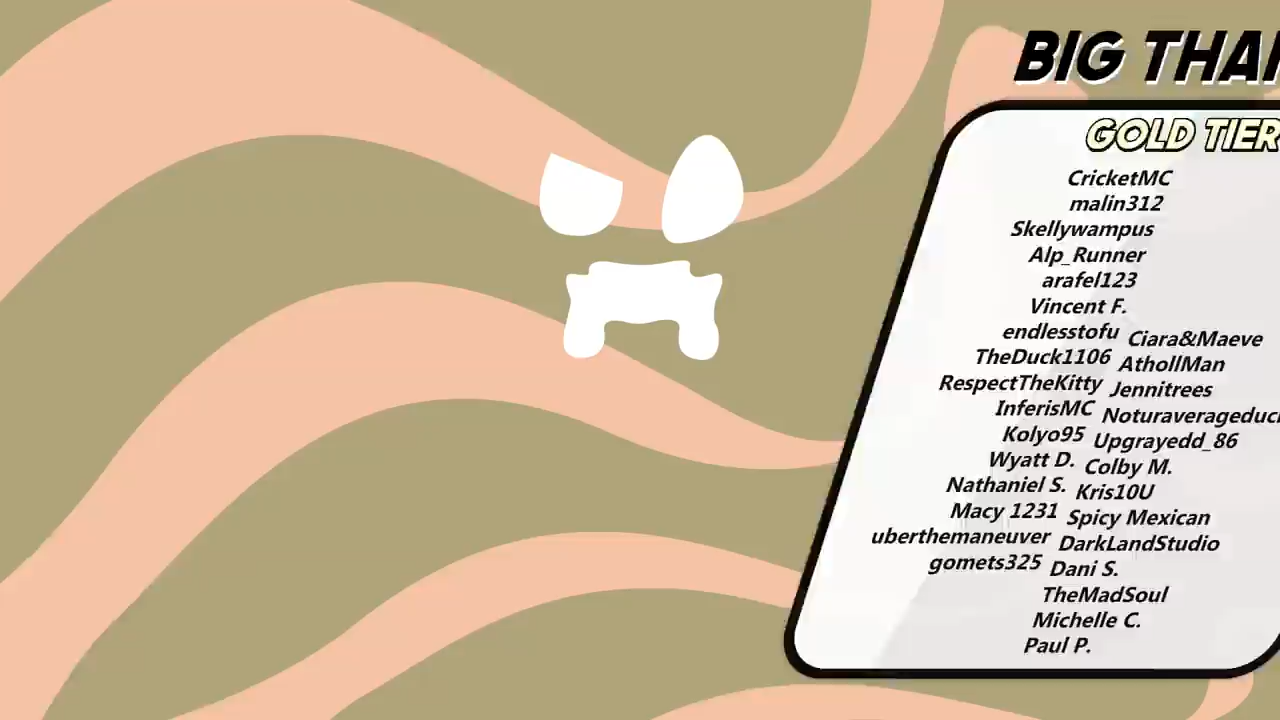 BIG THA
GOLD TIER
CricketMC
malin312
Skellywampus
Alp_Runner
arafel123
Vincent F.
endlesstofu
TheDuck1106
RespectTheKitty
InferisMC
Kolyo95
Wyatt D.
Nathaniel S.
Macy 1231
uberthemaneuver
gomets325
Ciara&Maeve
AthollMan
Jennitrees
Noturaverageduc
Upgrayedd_86
Colby M.
Kris10U
Spicy Mexican
DarkLandStudio
Dani S.
TheMadSoul
Michelle C.
Paul P.